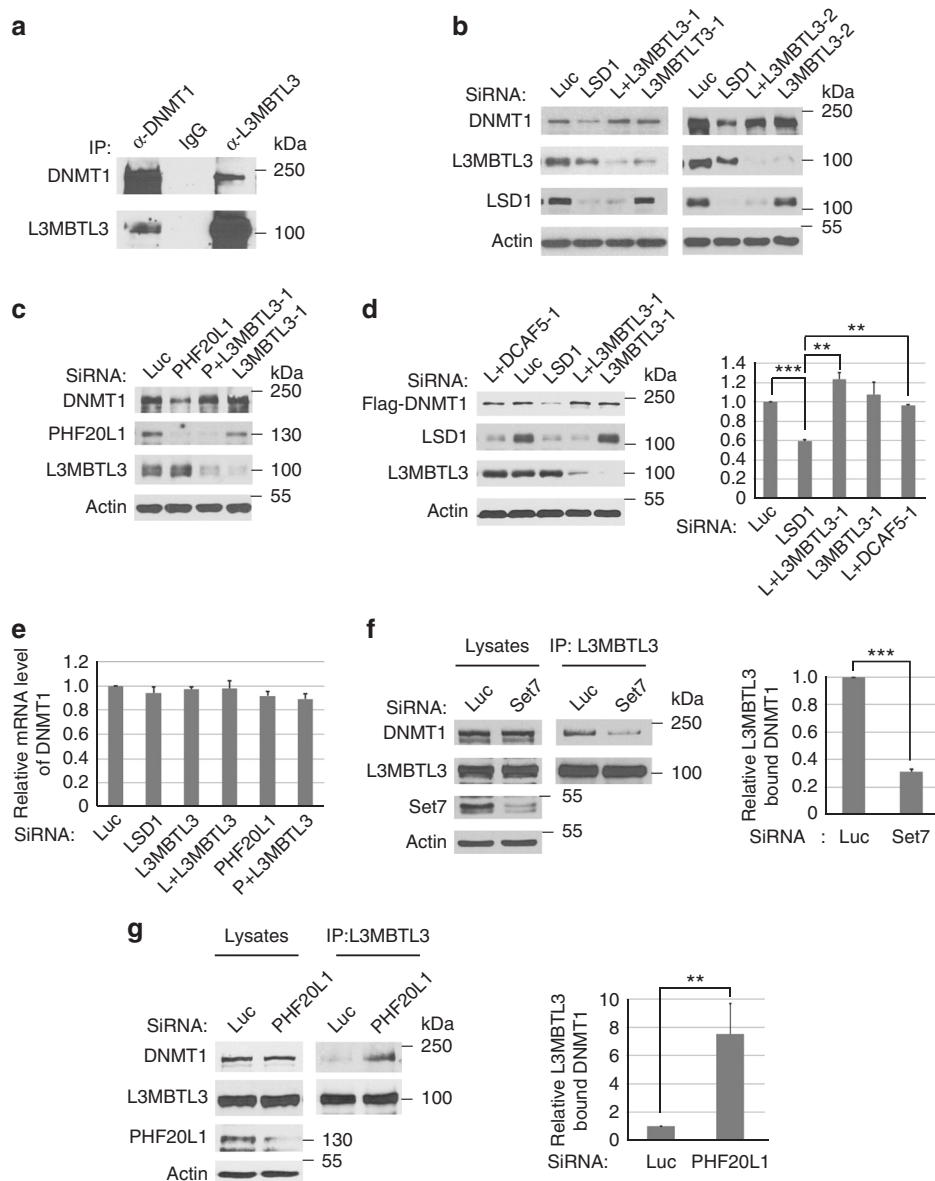 a
IP:
α-DNMT1
IgG
α-L3MBTL3
kDa
DNMT1
250
L3MBTL3
100
b
SiRNA:
Luc
LSD1
L+L3MBTL3-1
L3MBTLT3-1
Luc
LSD1
L+L3MBTL3-2
L3MBTL3-2
kDa
DNMT1
250
L3MBTL3
100
LSD1
100
55
Actin
c
SiRNA:
Luc
PHF20L1
P+L3MBTL3-1
L3MBTL3-1
kDa
DNMT1
250
PHF20L1
130
L3MBTL3
100
55
Actin
d
SiRNA:
L+DCAF5-1
Luc
LSD1
L+L3MBTL3-1
L3MBTL3-1
kDa
Flag-DNMT1
250
LSD1
100
L3MBTL3
100
55
Actin
**
**
***
1.4
1.2
1.0
0.8
0.6
0.4
0.2
0
SiRNA:
Luc
LSD1
L+L3MBTL3-1
L3MBTL3-1
L+DCAF5-1
e
Relative mRNA level
of DNMT1
1.2
1.0
0.8
0.6
0.4
0.2
0
SiRNA:
Luc
LSD1
L3MBTL3
L+L3MBTL3
PHF20L1
P+L3MBTL3
f
Lysates
IP: L3MBTL3
SiRNA:
Luc
Set7
Luc
Set7
kDa
DNMT1
250
L3MBTL3
100
Set7
55
Actin
55
***
Relative L3MBTL3
bound DNMT1
1.0
0.8
0.6
0.4
0.2
0
SiRNA :
Luc
Set7
g
Lysates
IP:L3MBTL3
SiRNA:
Luc
PHF20L1
Luc
PHF20L1
kDa
DNMT1
250
L3MBTL3
100
PHF20L1
130
55
Actin
**
Relative L3MBTL3
bound DNMT1
10
8
6
4
2
0
SiRNA:
Luc
PHF20L1